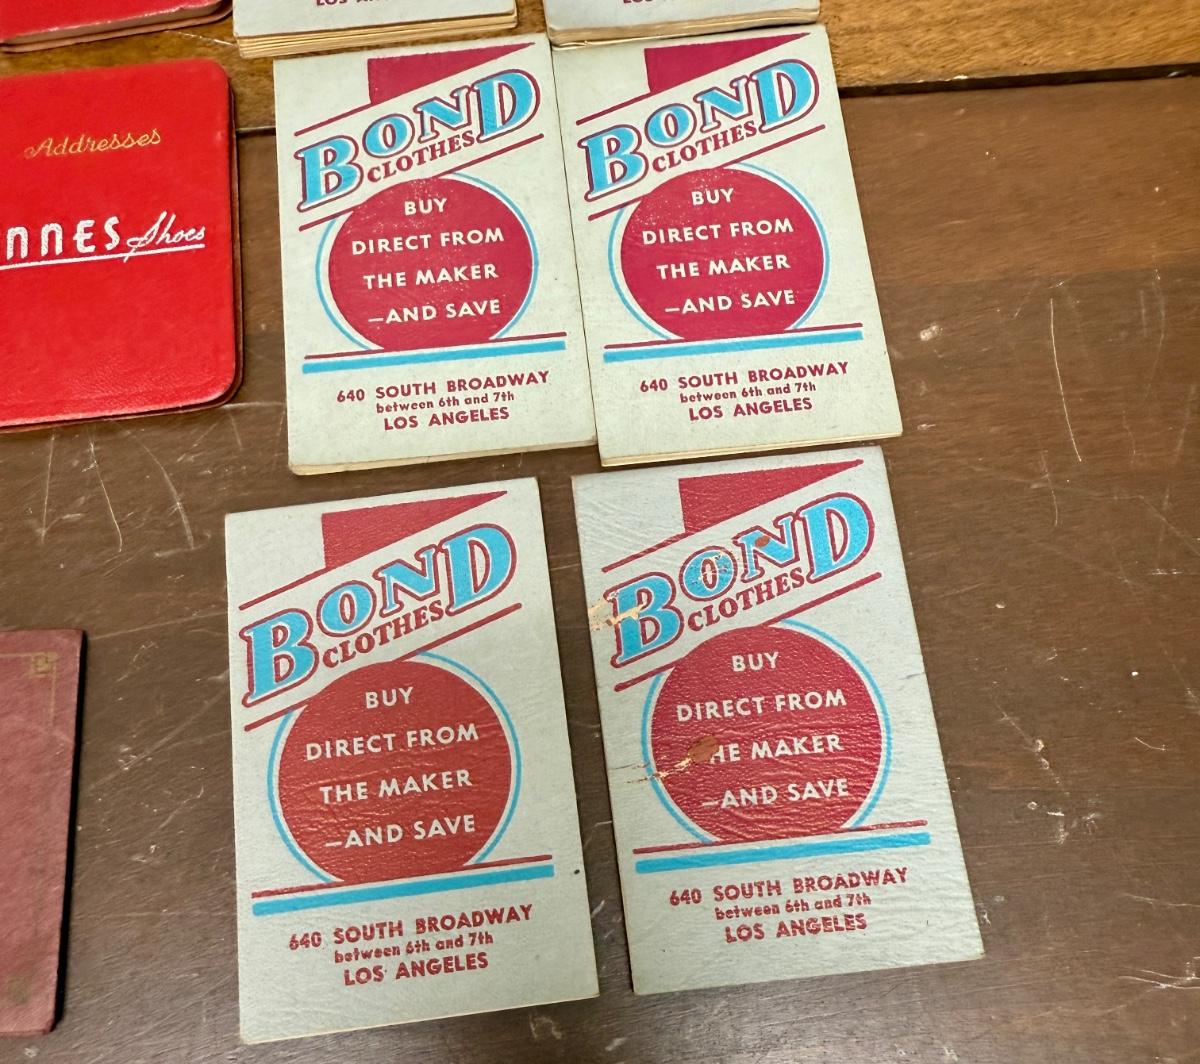 Addresses
Shoes
BOND
CLOTHES
BUY
DIRECT FROM
THE MAKER
—AND SAVE
640 SOUTH BROADWAY
between 6th and 7th
LOS ANGELES
BOND
CLOTHES
BUY
DIRECT FROM
THE MAKER
—AND SAVE
640 SOUTH BROADWAY
between 6th and 7th
LOS ANGELES
BOND
CLOTHES
BUY
DIRECT FROM
THE MAKER
—AND SAVE
640 SOUTH BROADWAY
between 6th and 7th
LOS ANGELES
BOND
CLOTHES
BUY
DIRECT FROM
HE MAKER
—AND SAVE
640 SOUTH BROADWAY
between 6th and 7th
LOS ANGELES